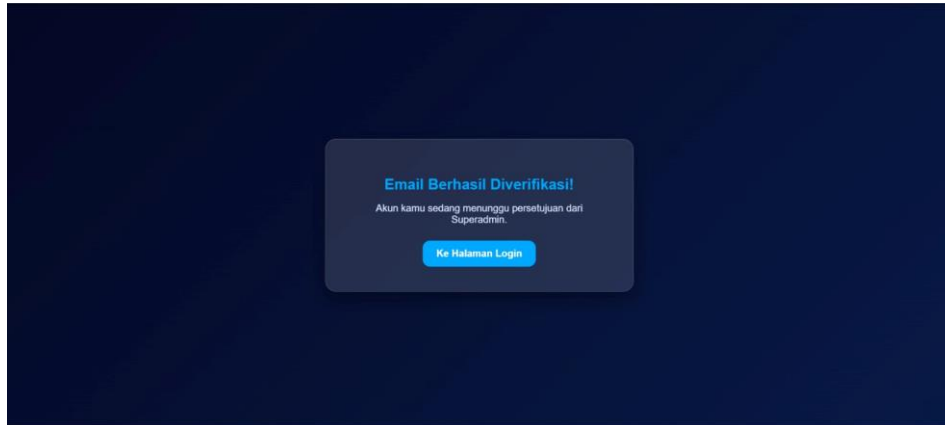 Email Berhasil Diverifikasi!
Akun kamu sedang menunggu persetujuan dari
Superadmin.
Ke Halaman Login